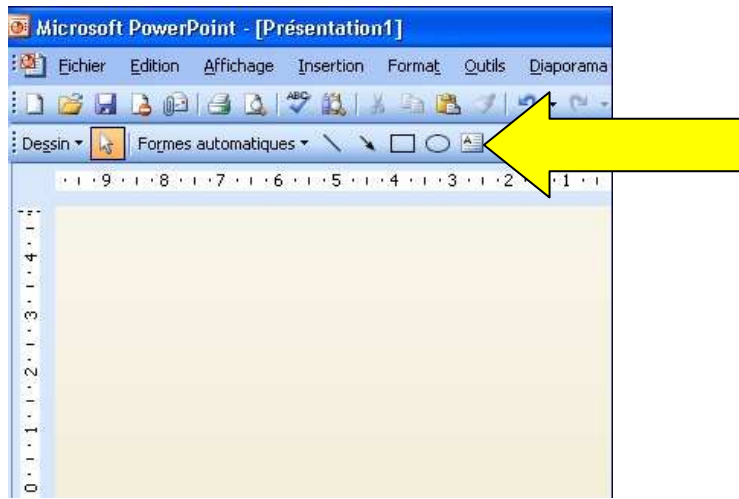 Microsoft PowerPoint - [Présentation1]
Fichier Edition Affichage Insertion Format Outils Diaporama
ABC
Dessin Formes automatiques A
9 8 7 6 5 4 3 2 1
4
3
2
1
0